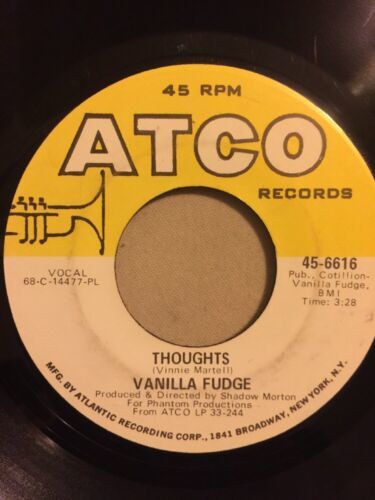 45 RPM
ATCO
RECORDS
VOCAL
68-C-14477-PL
45-6616
Pub., Cotillion-
Vanilla Fudge,
BMI
Time: 3:28
THOUGHTS
(Vinnie Martell)
VANILLA FUDGE
Produced & Directed by Shadow Morton
For Phantom Productions
From ATCO LP 33-244
MFG. BY ATLANTIC RECORDING CORP., 1841 BROADWAY, NEW YORK, N.Y.